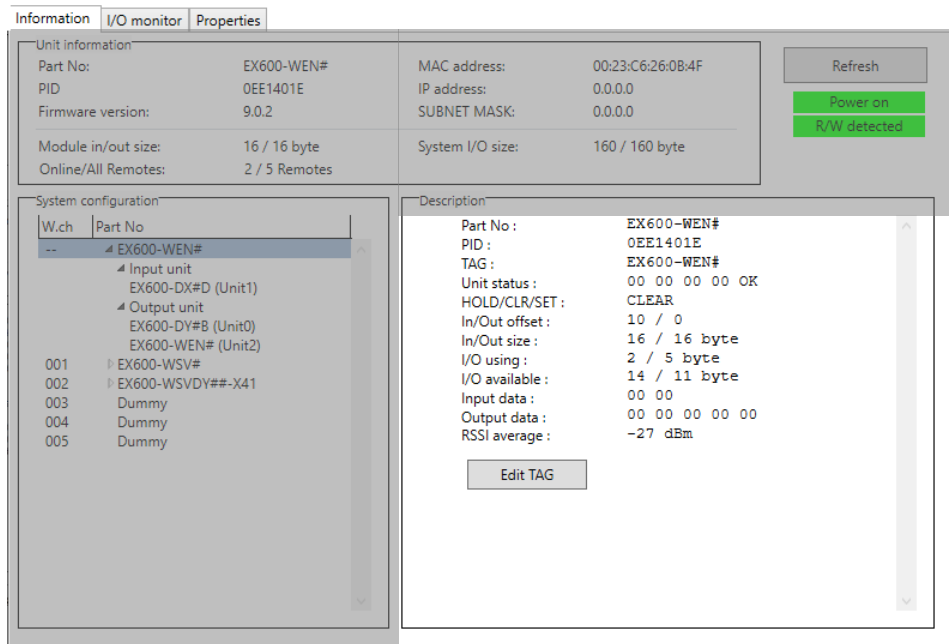 Information I/O monitor Properties
Unit information
Part No: EX600-WEN# MAC address: 00:23:C6:26:0B:4F Refresh
PID 0EE1401E IP address: 0.0.0.0 Power on
Firmware version: 9.0.2 SUBNET MASK: 0.0.0.0 R/W detected
Module in/out size: 16 / 16 byte System I/O size: 160 / 160 byte
Online/All Remotes: 2 / 5 Remotes
System configuration
W.ch Part No
-- EX600-WEN#
Input unit
EX600-DX#D (Unit1)
Output unit
EX600-DY#B (Unit0)
EX600-WEN# (Unit2)
001 EX600-WSV#
002 EX600-WSVDY##-X41
003 Dummy
004 Dummy
005 Dummy
Description
Part No : EX600-WEN#
PID : 0EE1401E
TAG : EX600-WEN#
Unit status : 00 00 00 00 OK
HOLD/CLR/SET : CLEAR
In/Out offset : 10 / 0
In/Out size : 16 / 16 byte
I/O using : 2 / 5 byte
I/O available : 14 / 11 byte
Input data : 00 00
Output data : 00 00 00 00 00
RSSI average : -27 dBm
Edit TAG